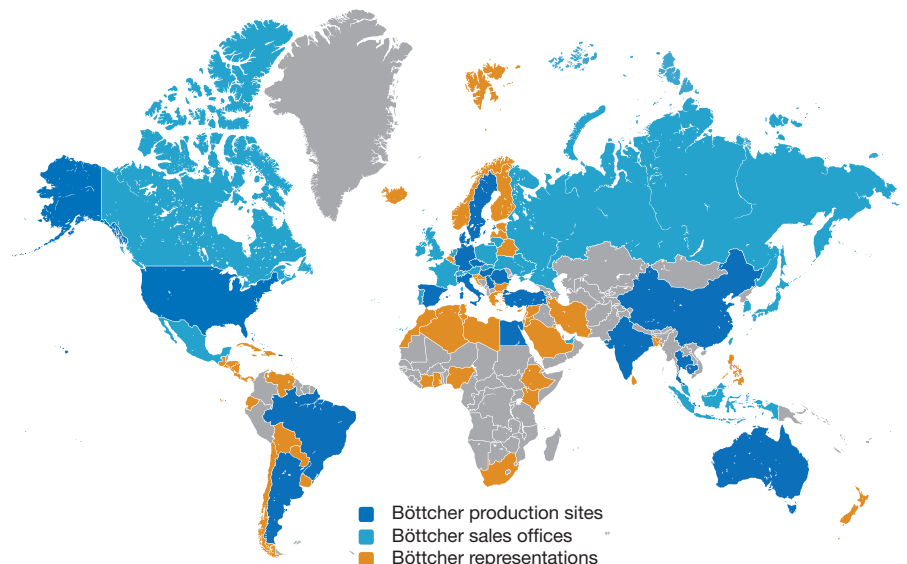 Böttcher production sites
Böttcher sales offices
Böttcher representations